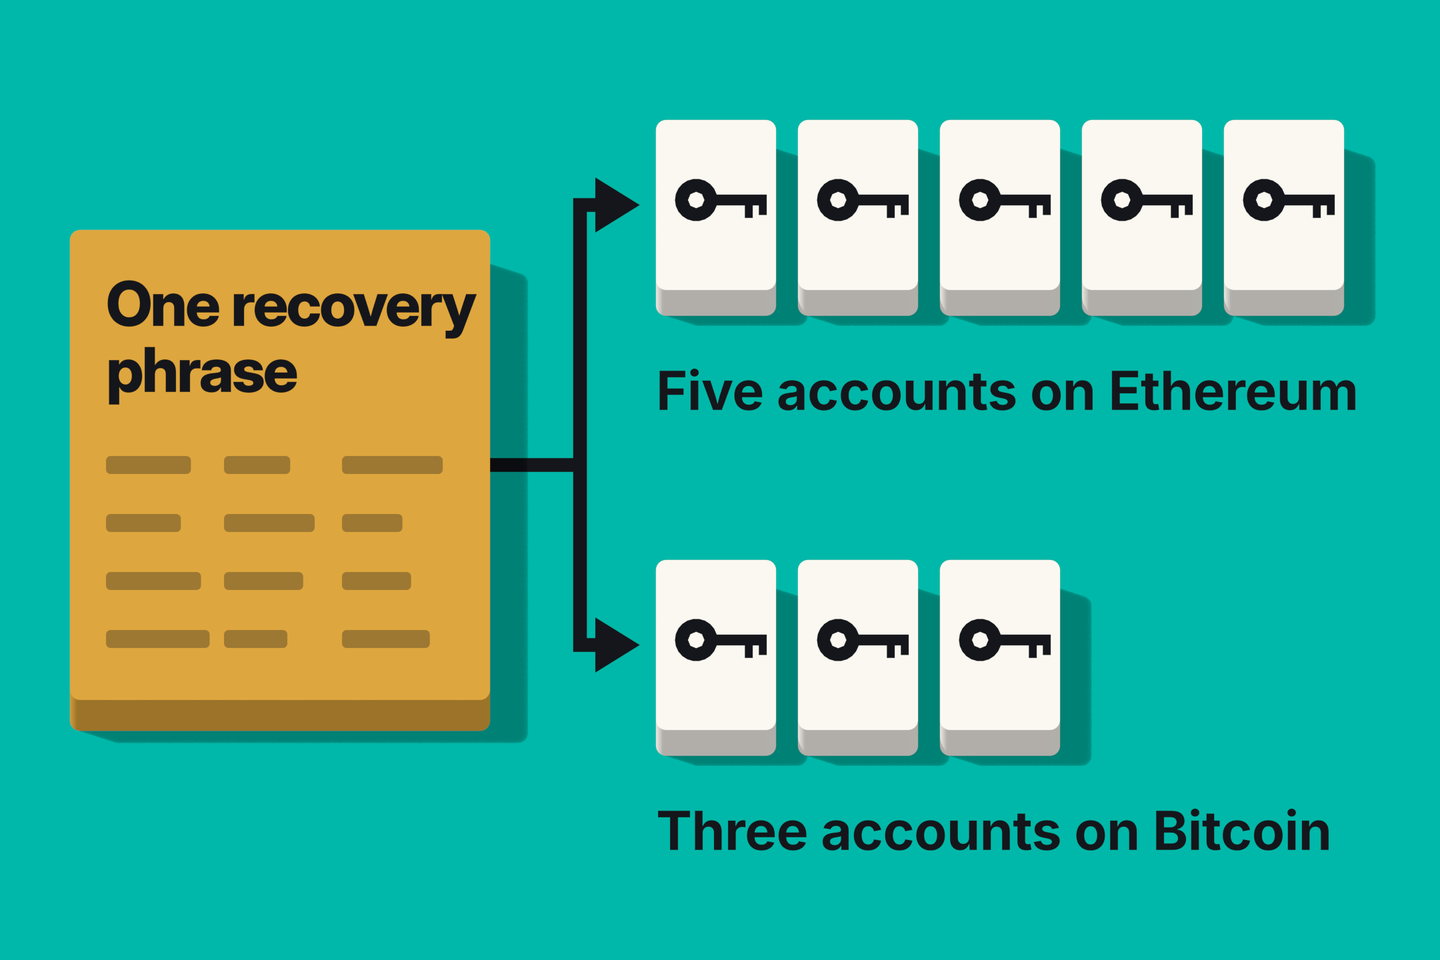 One recovery
phrase
Five accounts on Ethereum
Three accounts on Bitcoin